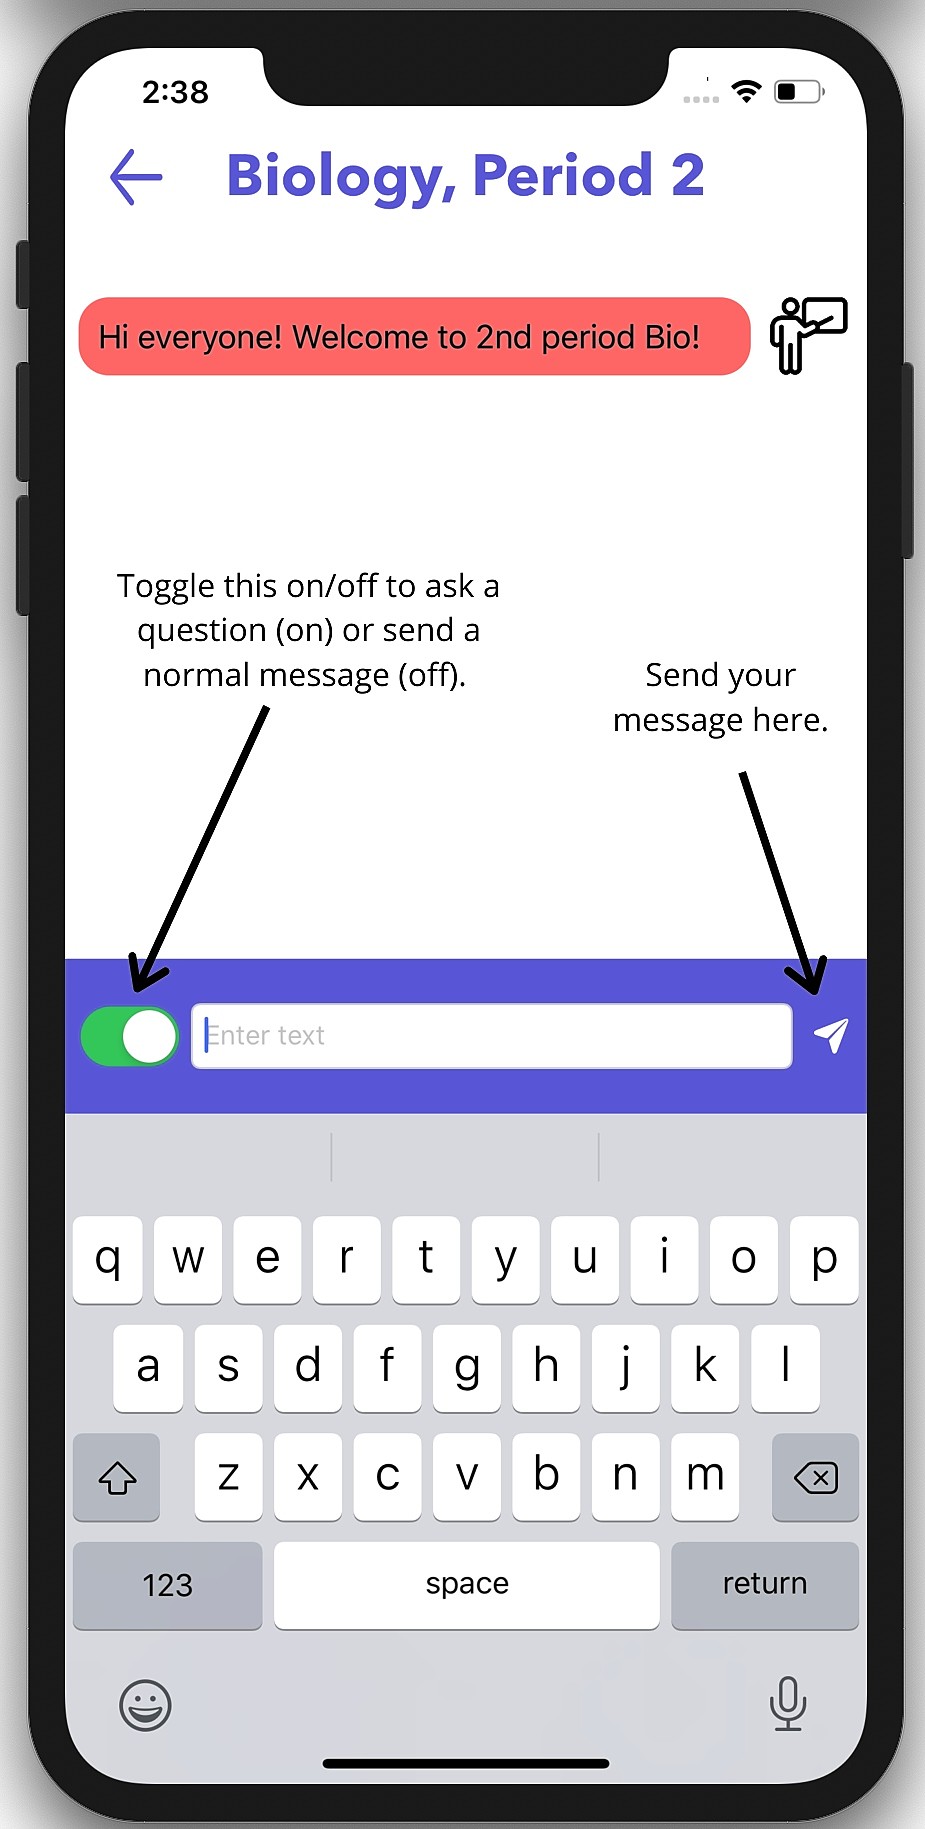 2:38
Biology, Period 2
Hi everyone! Welcome to 2nd period Bio!
Toggle this on/off to ask a
question (on) or send a
normal message (off).
Send your
message here.
Enter text
q w e r t y u i o p
a s d f g h j k l
z x c v b n m
123 space return